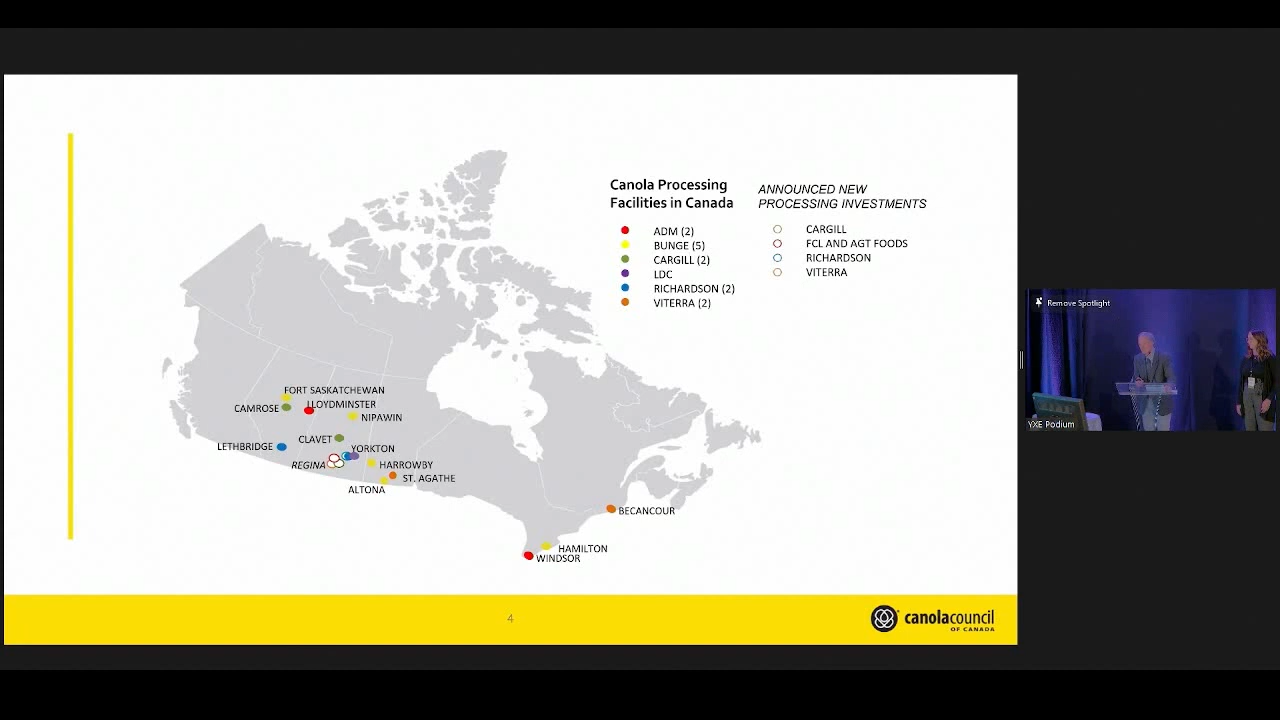 Canola Processing
Facilities in Canada
ADM (2)
BUNGE (5)
CARGILL (2)
LDC
RICHARDSON (2)
VITERRA (2)
ANNOUNCED NEW
PROCESSING INVESTMENTS
CARGILL
FCL AND AGT FOODS
RICHARDSON
VITERRA
FORT SASKATCHEWAN
LLOYDMINSTER
CAMROSE
NIPAWIN
CLAVET
LETHBRIDGE
YORKTON
REGINA
HARROWBY
ST. AGATHE
ALTONA
BECANCOUR
HAMILTON
WINDSOR
4
canolacouncil
OF CANADA
Remove Spotlight
YXE Podium